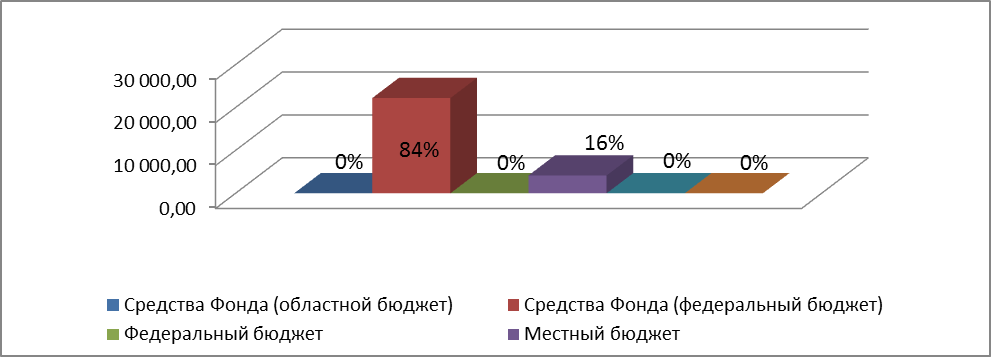 30 000,00
20 000,00
10 000,00
0,00
0% 84% 0% 16% 0% 0%
Средства Фонда (областной бюджет) Средства Фонда (федеральный бюджет)
Федеральный бюджет Местный бюджет